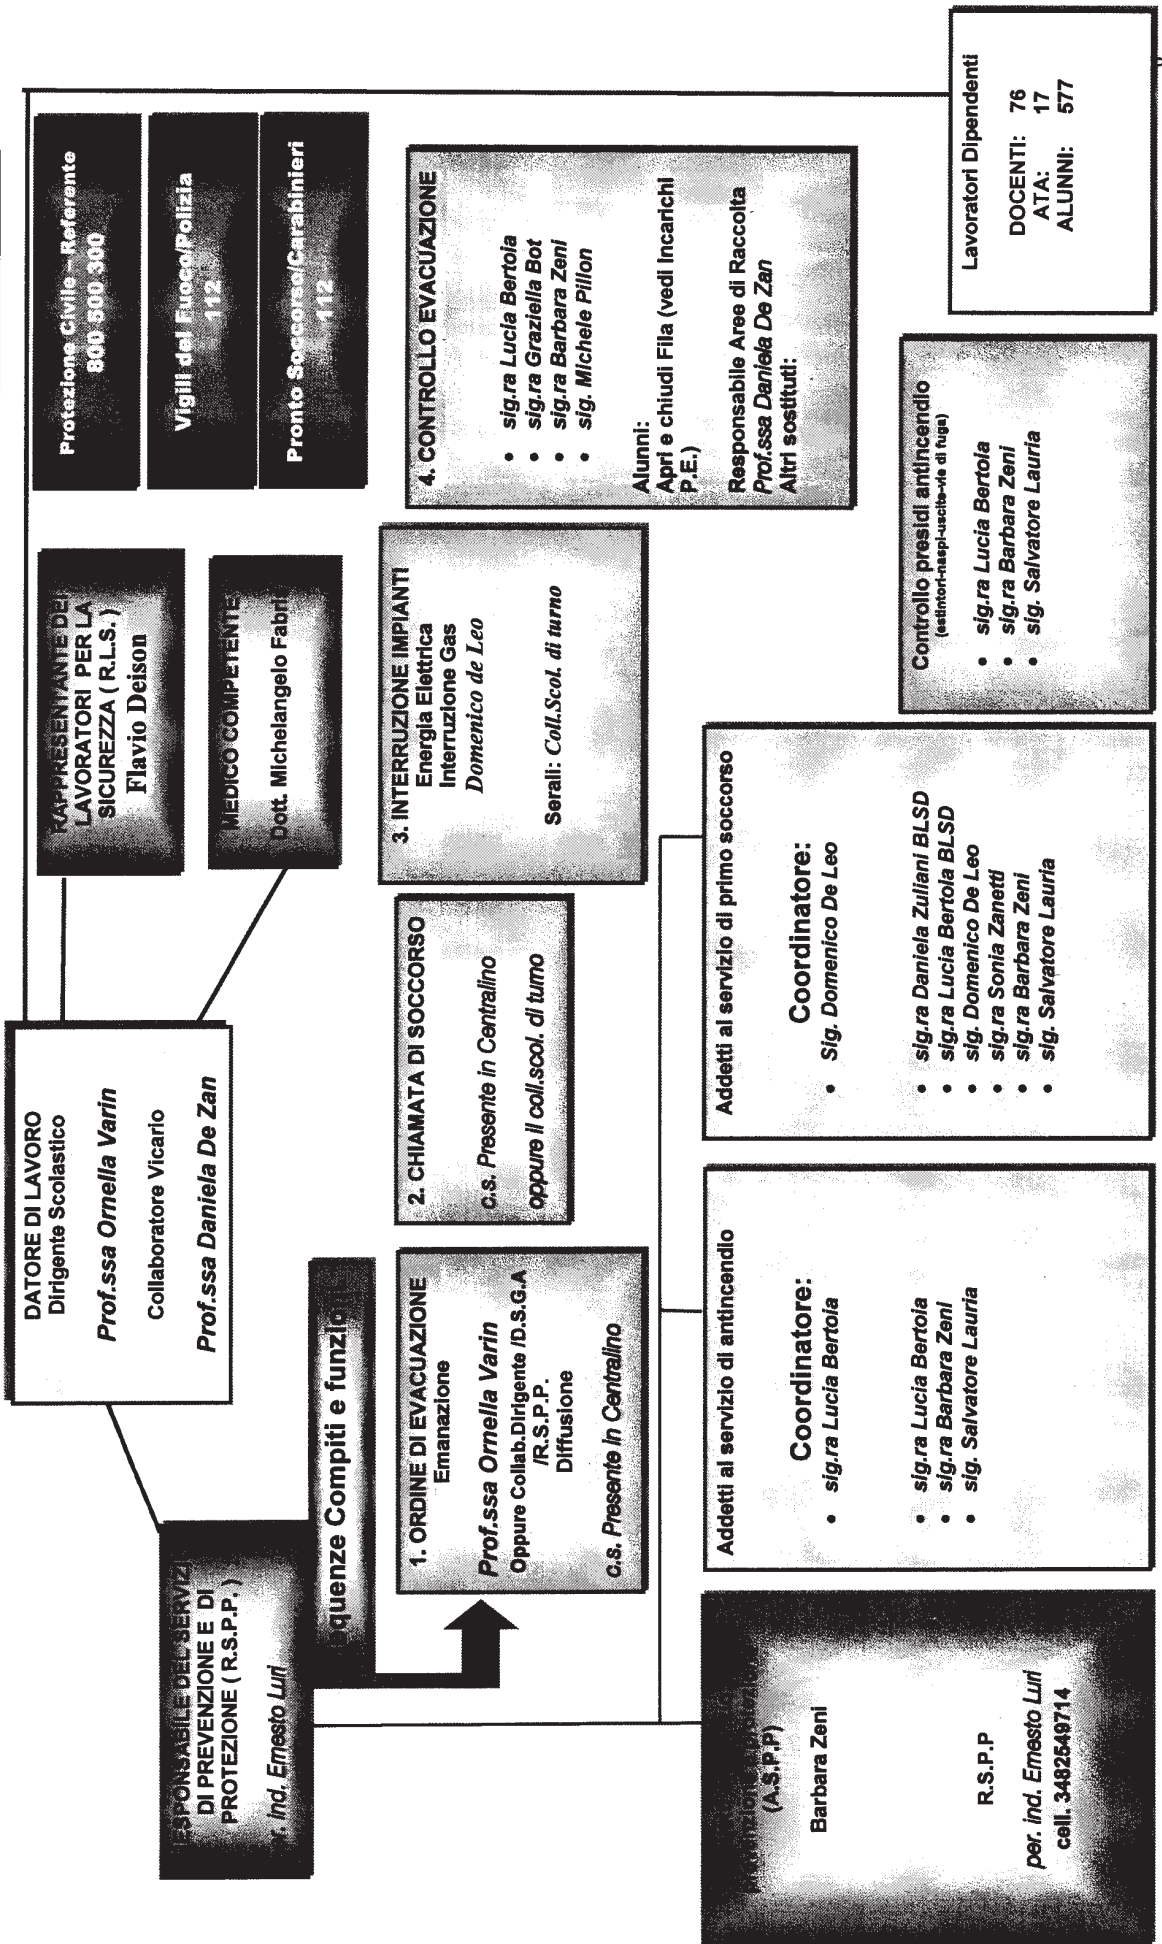 DATORE DI LAVORO
Dirigente Scolastico
Prof.ssa Ornella Varin
Collaboratore Vicario
Prof.ssa Daniela De Zan
RAPPRESENTANTE DEI
LAVORATORI PER LA
SICUREZZA ( R.L.S. )
Flavio Deison
MEDICO COMPETENTE
Dott. Michelangelo Fabri
Protezione Civile – Referente
800 500 300
Vigili del Fuoco/Polizia
112
Pronto Soccorso/Carabinieri
112
ESPONSABILE DEL SERVIZI
DI PREVENZIONE E DI
PROTEZIONE ( R.S.P.P. )
r. ind. Ernesto Luri
quenze Compiti e funzio
1. ORDINE DI EVACUAZIONE
Emanazione
Prof.ssa Ornella Varin
Oppure Collab.Dirigente /D.S.G.A
/R.S.P.P.
Diffusione
c.s. Presente in Centralino
2. CHIAMATA DI SOCCORSO
c.s. Presente in Centralino
oppure il coll.scol. di turno
3. INTERRUZIONE IMPIANTI
Energia Elettrica
Interruzione Gas
Domenico de Leo
Serali: Coll.Scol. di turno
4. CONTROLLO EVACUAZIONE
• sig.ra Lucia Bertoia
• sig.ra Graziella Bot
• sig.ra Barbara Zeni
• sig. Michele Pillon
Alunni:
Apri e chiudi Fila (vedi Incarichi
P.E.)
Responsabile Aree di Raccolta
Prof.ssa Daniela De Zan
Altri sostituti:
(A.S.P.P)
Barbara Zeni
R.S.P.P
per. ind. Ernesto Luri
cell. 3482549714
Addetti al servizio di antincendio
Coordinatore:
• sig.ra Lucia Bertoia
• sig.ra Lucia Bertoia
• sig.ra Barbara Zeni
• sig. Salvatore Lauria
Addetti al servizio di primo soccorso
Coordinatore:
• Sig. Domenico De Leo
• sig.ra Daniela Zuliani BLSD
• sig.ra Lucia Bertola BLSD
• sig. Domenico De Leo
• sig.ra Sonia Zanetti
• sig.ra Barbara Zeni
• sig. Salvatore Lauria
Controllo presidi antincendio
(estintori-naspi-uscite-vie di fuga)
• sig.ra Lucia Bertoia
• sig.ra Barbara Zeni
• sig. Salvatore Lauria
Lavoratori Dipendenti
DOCENTI: 76
ATA: 17
ALUNNI: 577